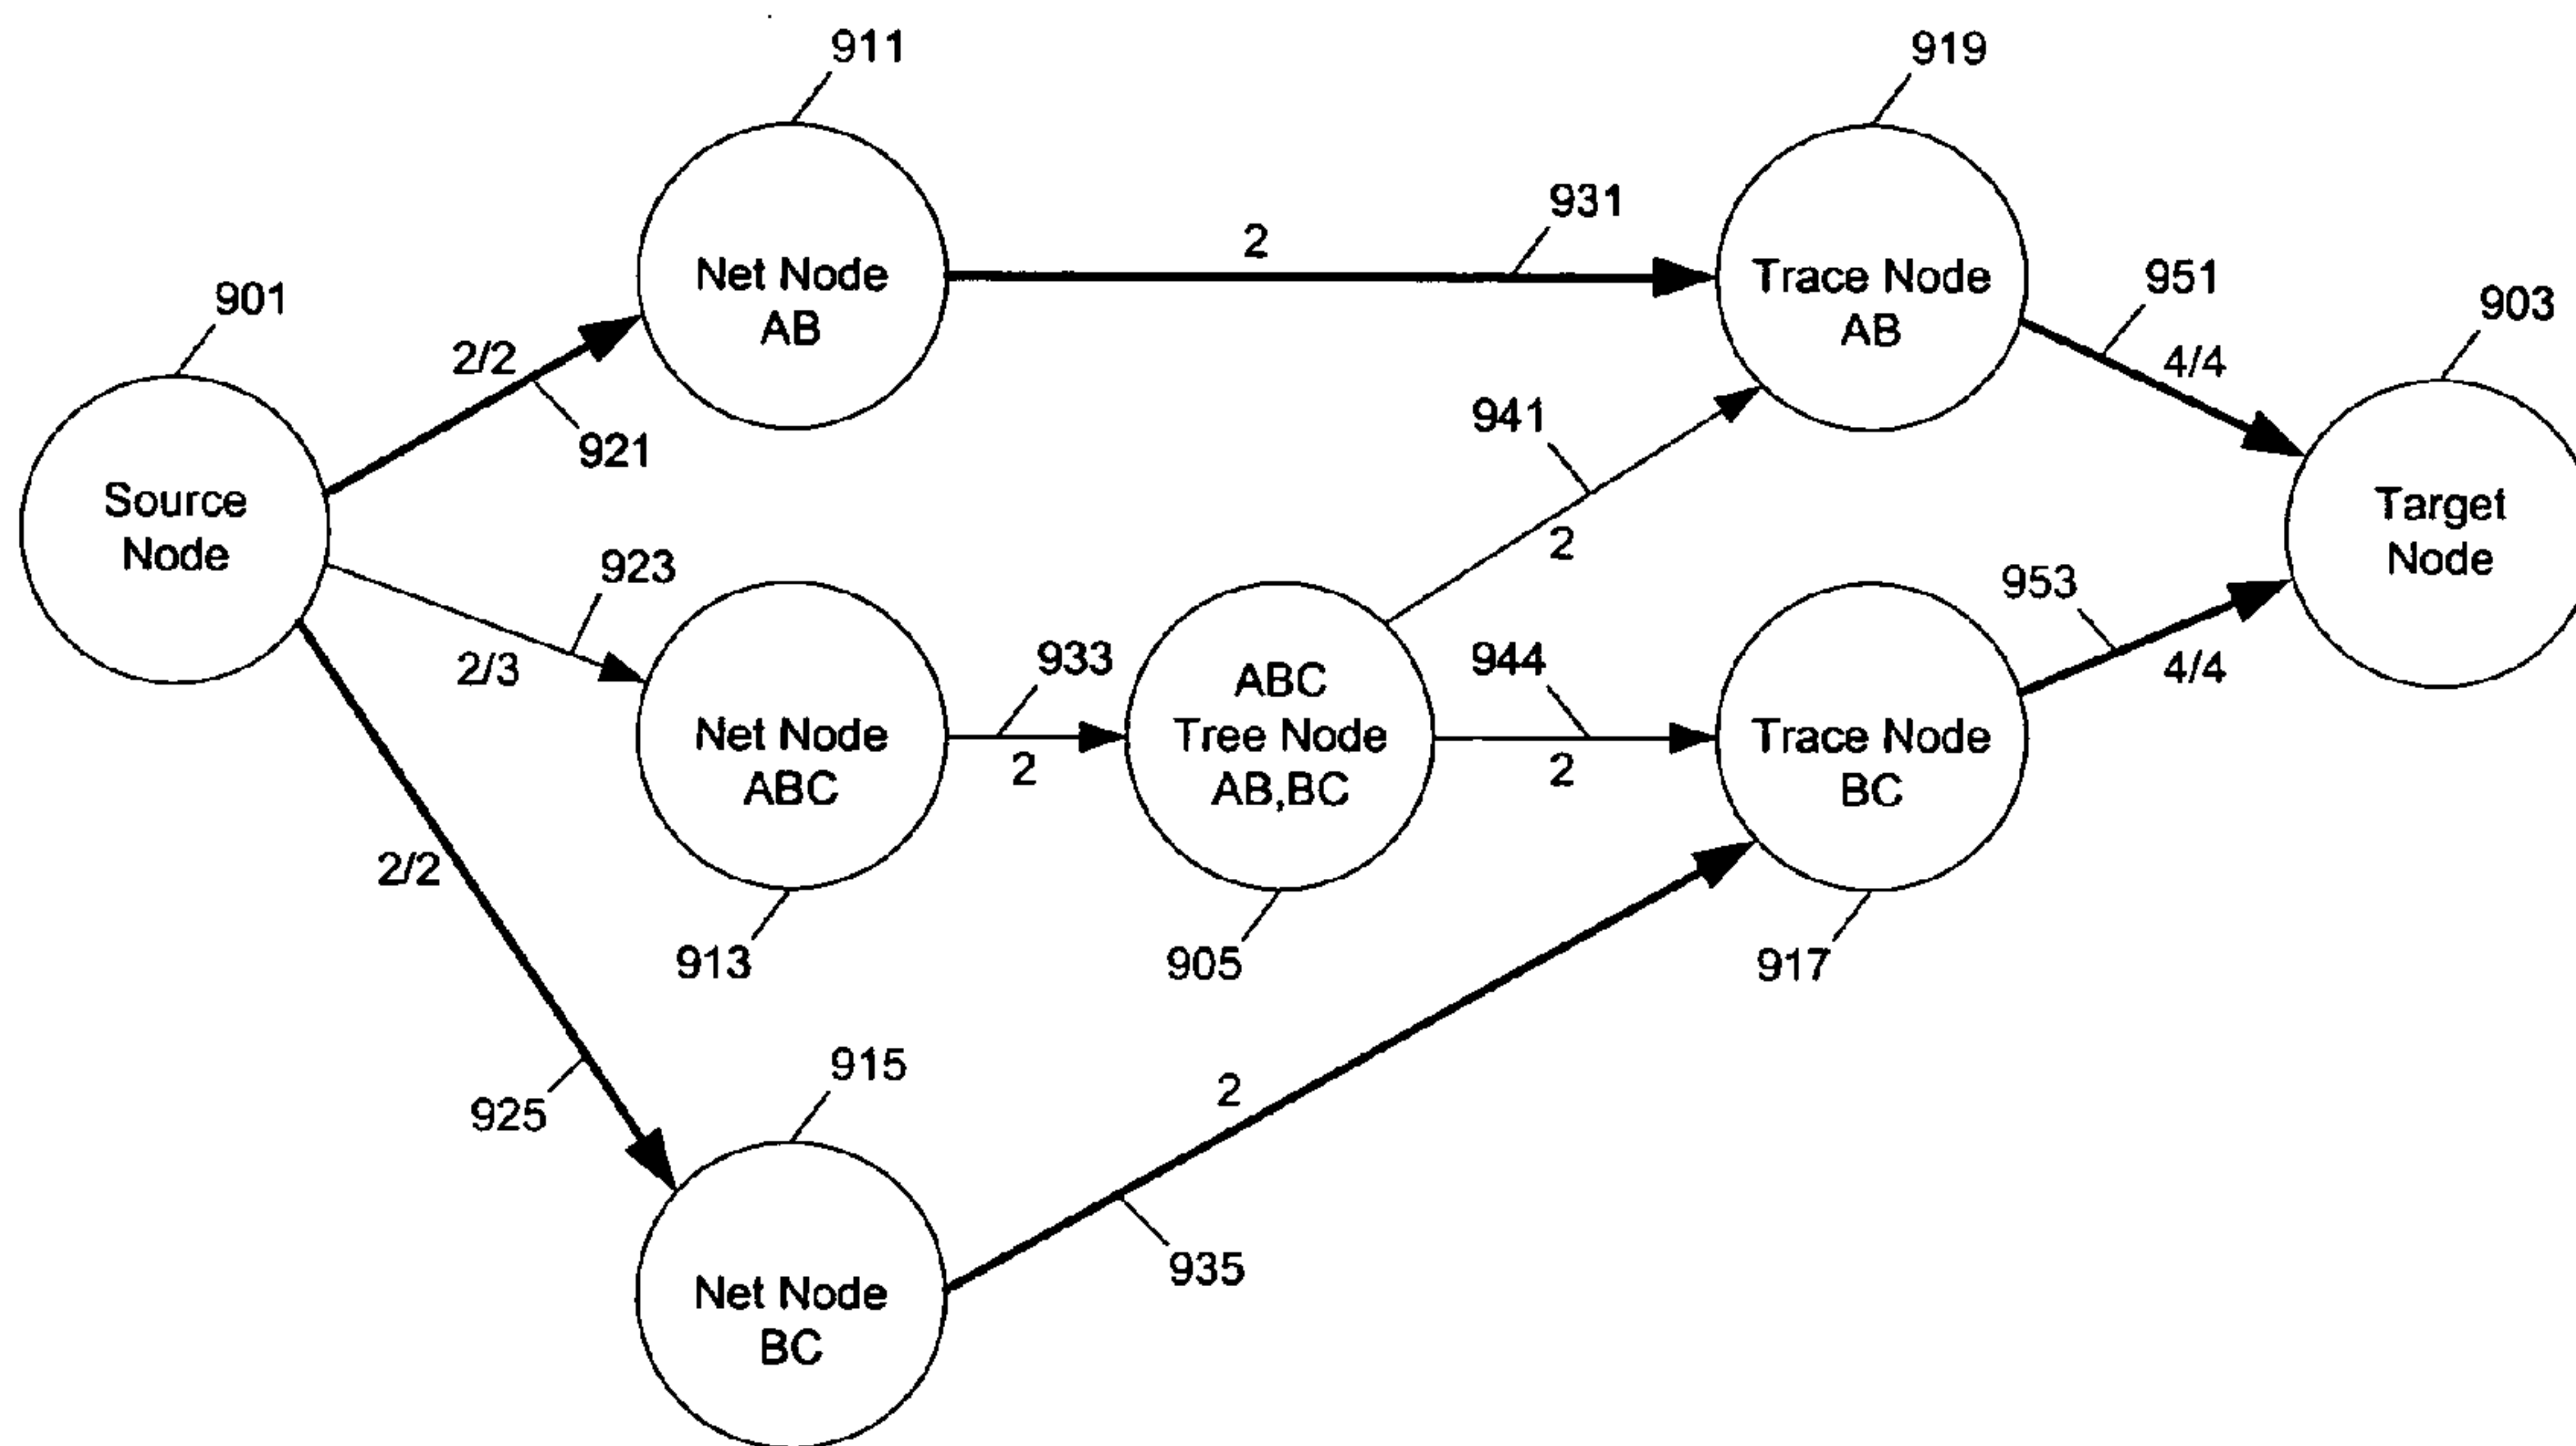 911
919
931
2
Net Node
AB
Trace Node
AB
951
903
901
2/2
4/4
921
941
Source
Node
Target
Node
2
923
953
2/3
933
944
4/4
Net Node
ABC
2
ABC
Tree Node
AB,BC
2
Trace Node
BC
2/2
913
905
917
915
2
925
935
Net Node
BC